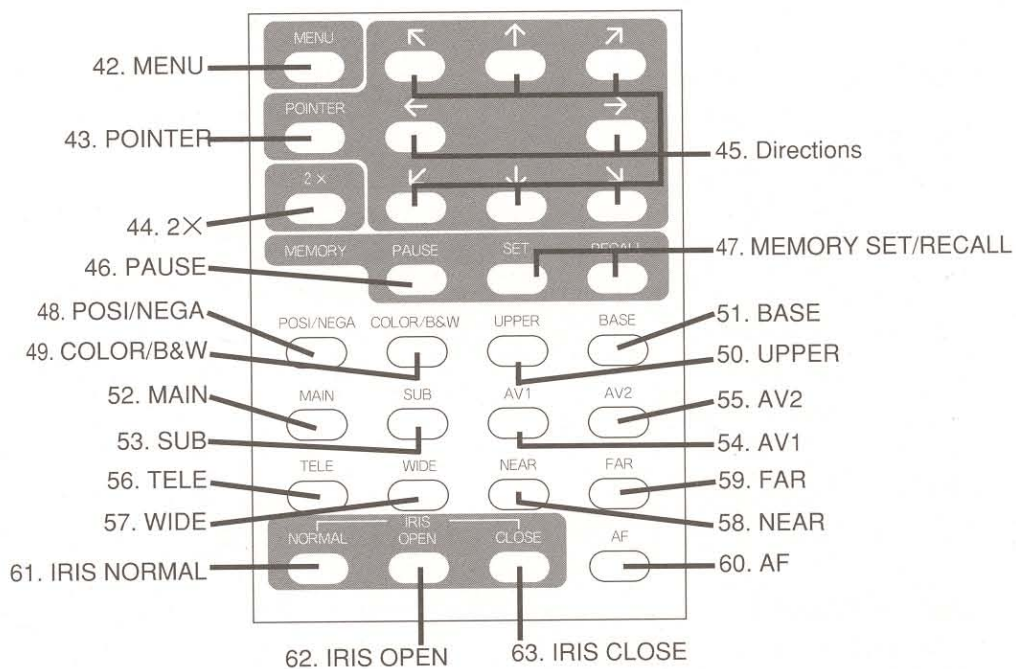 MENU
↖ ↑ ↗
42. MENU
POINTER
← →
43. POINTER
45. Directions
2 ×
↙ ↓ ↘
44. 2×
MEMORY PAUSE SET RECALL
47. MEMORY SET/RECALL
46. PAUSE
48. POSI/NEGA
POSI/NEGA COLOR/B&W UPPER BASE
51. BASE
49. COLOR/B&W
50. UPPER
52. MAIN
MAIN SUB AV1 AV2
55. AV2
53. SUB
54. AV1
TELE WIDE NEAR FAR
56. TELE
59. FAR
57. WIDE
58. NEAR
IRIS
NORMAL OPEN CLOSE AF
61. IRIS NORMAL
60. AF
62. IRIS OPEN
63. IRIS CLOSE